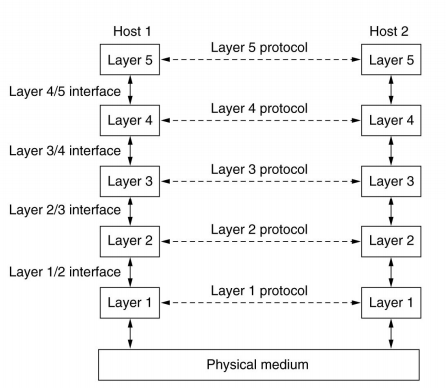 Host 1
Host 2
Layer 5
Layer 5 protocol
Layer 5
Layer 4/5 interface
Layer 4
Layer 4 protocol
Layer 4
Layer 3/4 interface
Layer 3
Layer 3 protocol
Layer 3
Layer 2/3 interface
Layer 2
Layer 2 protocol
Layer 2
Layer 1/2 interface
Layer 1
Layer 1 protocol
Layer 1
Physical medium